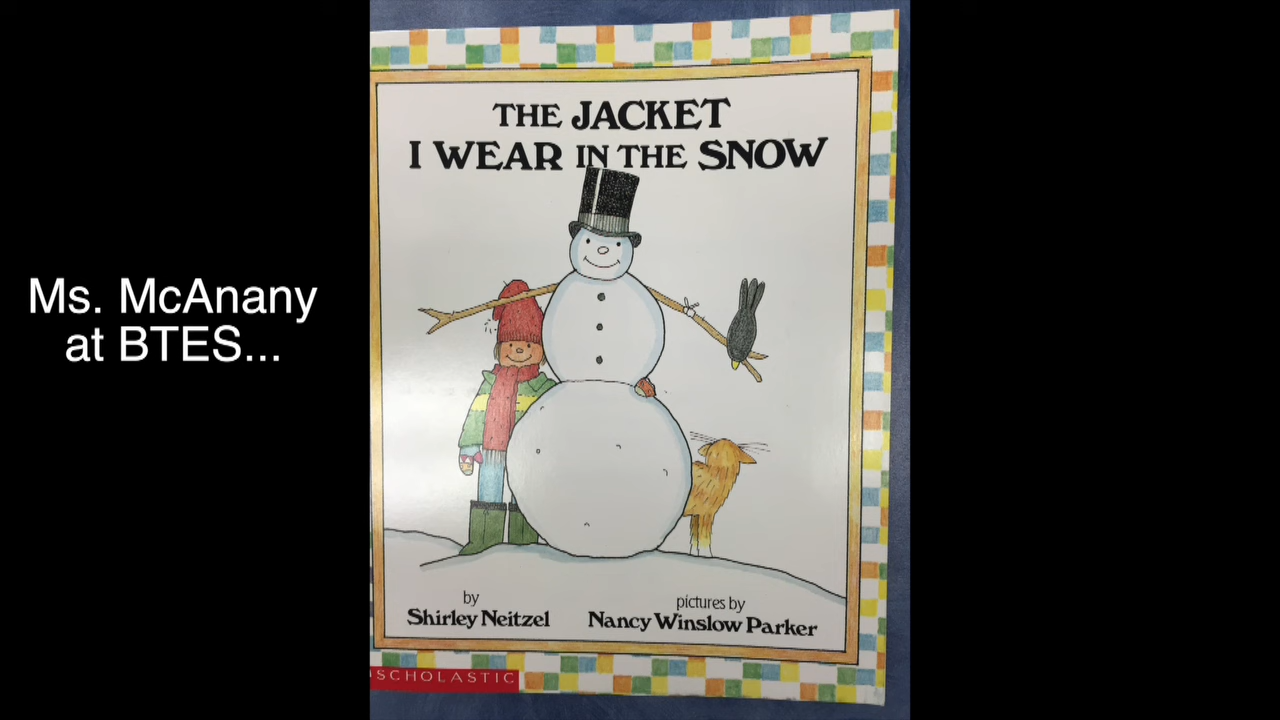 Ms. McAnany
at BTES...
THE JACKET
I WEAR IN THE SNOW
by
Shirley Neitzel
pictures by
Nancy Winslow Parker
SCHOLASTIC